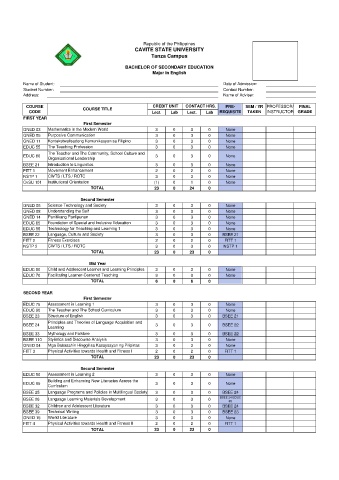 Republic of the Philippines
CAVITE STATE UNIVERSITY
Tanza Campus
BACHELOR OF SECONDARY EDUCATION
Major in English
Name of Student: Date of Admission:
Student Number: Contact Number:
Address: Name of Adviser:
COURSE CODE COURSE TITLE CREDIT UNIT CONTACT HRS. PRE-REQUISITE SEM / SY TAKEN PROFESSOR/ INSTRUCTOR FINAL GRADE
Lect. Lab Lect. Lab
FIRST YEAR
First Semester
GNED 03 Mathematics in the Modern World 3 0 3 0 None
GNED 05 Purposive Communication 3 0 3 0 None
GNED 11 Kontekstwalisadong Komunikasyon sa Filipino 3 0 3 0 None
EDUC 55 The Teaching Profession 3 0 3 0 None
EDUC 60 The Teacher and The Community, School Culture and Organizational Leadership 3 0 3 0 None
BSEE 21 Introduction to Linguistics 3 0 3 0 None
FITT 1 Movement Enhancement 2 0 2 0 None
NSTP 1 CWTS / LTS / ROTC 3 0 3 0 None
CvSU 101 Institutional Orientation (1) 0 1 0 None
TOTAL 23 0 24 0
Second Semester
GNED 06 Science Technology and Society 3 0 3 0 None
GNED 08 Understanding the Self 3 0 3 0 None
GNED 12 Panitikang Panlipunan 3 0 3 0 None
EDUC 65 Foundation of Special and Inclusive Education 3 0 3 0 None
EDUC 95 Technology for Teaching and Learning 1 3 0 3 0 None
BSEE 22 Language, Culture and Society 3 0 3 0 BSEE 21
FITT 2 Fitness Exercises 2 0 2 0 FITT 1
NSTP 2 CWTS / LTS / ROTC 3 0 3 0 NSTP 1
TOTAL 23 0 23 0
Mid Year
EDUC 50 Child and Adolescent Learner and Learning Principles 3 0 3 0 None
EDUC 70 Facilitating Learner Centered Teaching 3 0 3 0 None
TOTAL 6 0 6 0
SECOND YEAR
First Semester
EDUC 75 Assessment in Learning 1 3 0 3 0 None
EDUC 80 The Teacher and The School Curriculum 3 0 3 0 None
BSEE 23 Structure of English 3 0 3 0 BSEE 21
BSEE 24 Principles and Theories of Language Acquisition and Learning 3 0 3 0 BSEE 22
BSEE 33 Mythology and Folklore 3 0 3 0 BSEE 22
Stylistics and Discourse Analysis 3 0 3 0 None
GNED 04 Mga Babasahin Hinggil sa Kasaysayan ng Pilipinas 3 0 3 0 None
FITT 3 Physical Activities towards Health and Fitness I 2 0 2 0 FITT 1
TOTAL 23 0 23 0
Second Semester
EDUC 90 Assessment in Learning 2 3 0 3 0 None
EDUC 85 Building and Enhancing New Literacies Across the Curriculum 3 0 3 0 None
BSEE 25 Language Programs and Policies in Multilingual Society 3 0 3 0 BSEE 24
BSEE 26 Language Learning Materials Development 3 0 3 0
BSEE 32 Children and Adolescent Literature 3 0 3 0 BSEE 24
BSEE 39 Technical Writing 3 0 3 0 BSEE 23
GNED 15 World Literature 3 0 3 0 None
FITT 4 Physical Activities towards Health and Fitness II 2 0 2 0 FITT 1
TOTAL 23 0 23 0